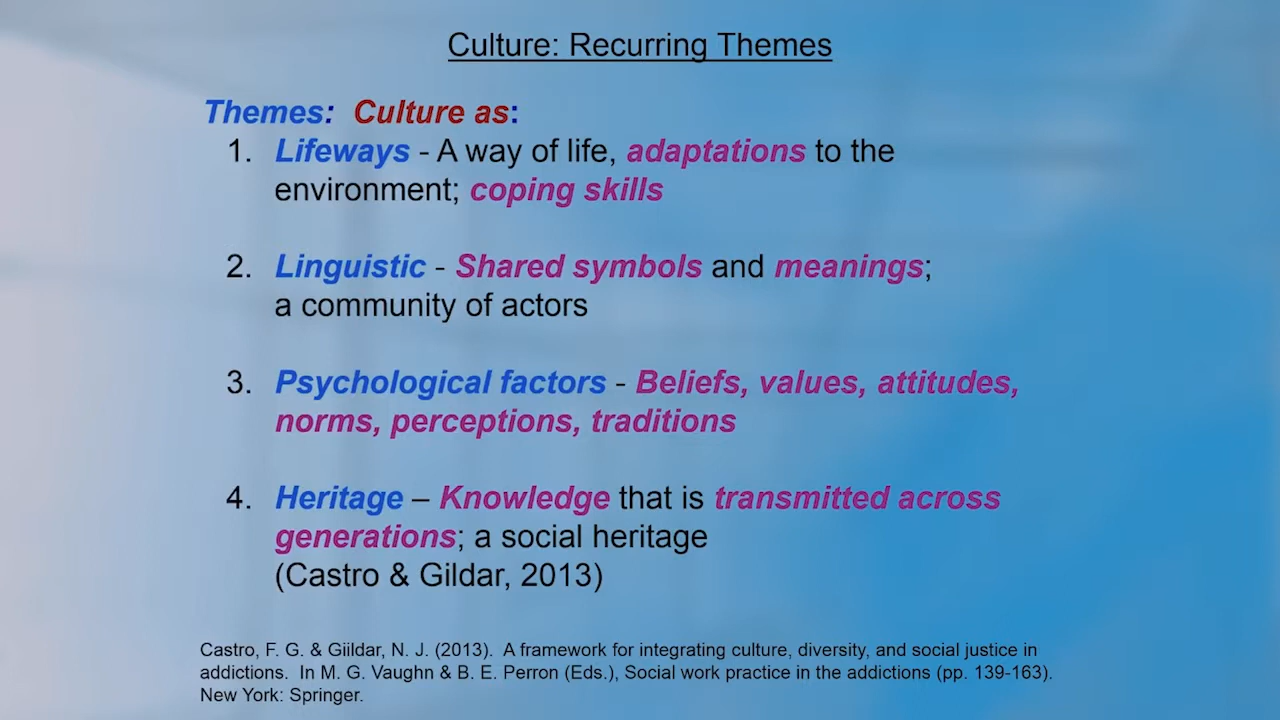 Culture: Recurring Themes
Themes: Culture as:
1. Lifeways - A way of life, adaptations to the
environment; coping skills
2. Linguistic - Shared symbols and meanings;
a community of actors
3. Psychological factors - Beliefs, values, attitudes,
norms, perceptions, traditions
4. Heritage – Knowledge that is transmitted across
generations; a social heritage
(Castro & Gildar, 2013)
Castro, F. G. & Giildar, N. J. (2013). A framework for integrating culture, diversity, and social justice in
addictions. In M. G. Vaughn & B. E. Perron (Eds.), Social work practice in the addictions (pp. 139-163).
New York: Springer.